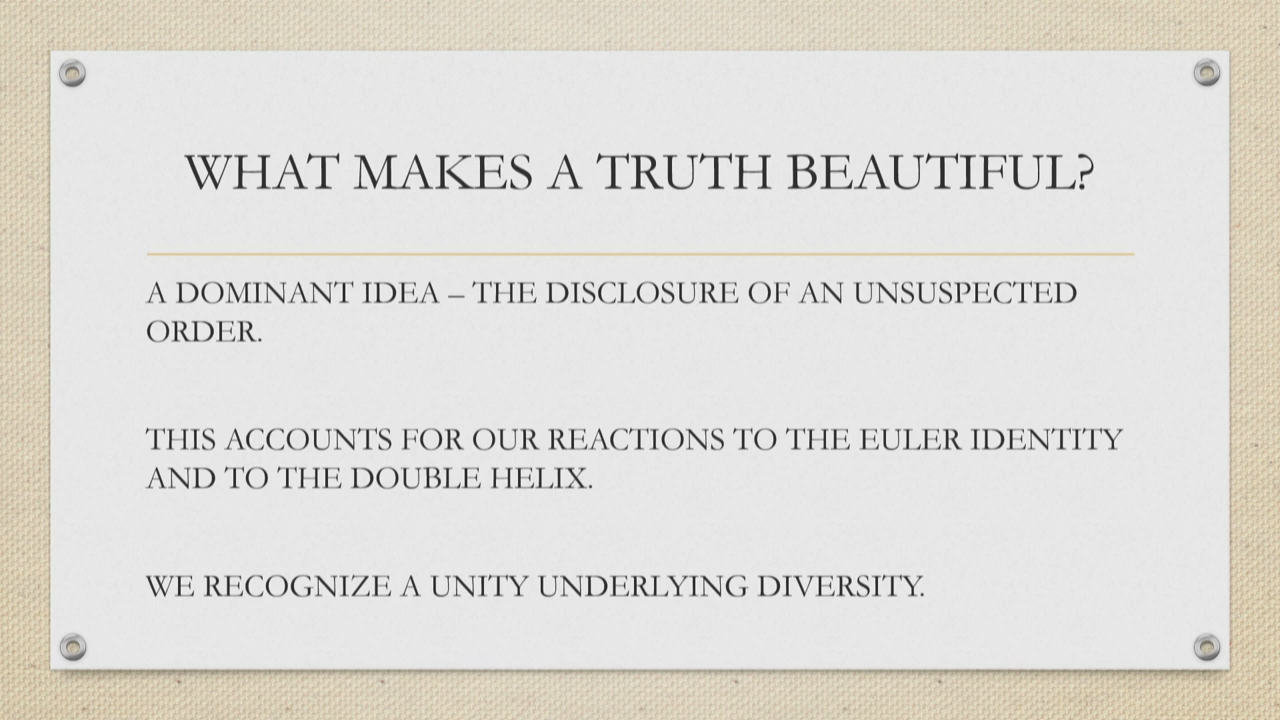 WHAT MAKES A TRUTH BEAUTIFUL?
A DOMINANT IDEA – THE DISCLOSURE OF AN UNSUSPECTED
ORDER.
THIS ACCOUNTS FOR OUR REACTIONS TO THE EULER IDENTITY
AND TO THE DOUBLE HELIX.
WE RECOGNIZE A UNITY UNDERLYING DIVERSITY.